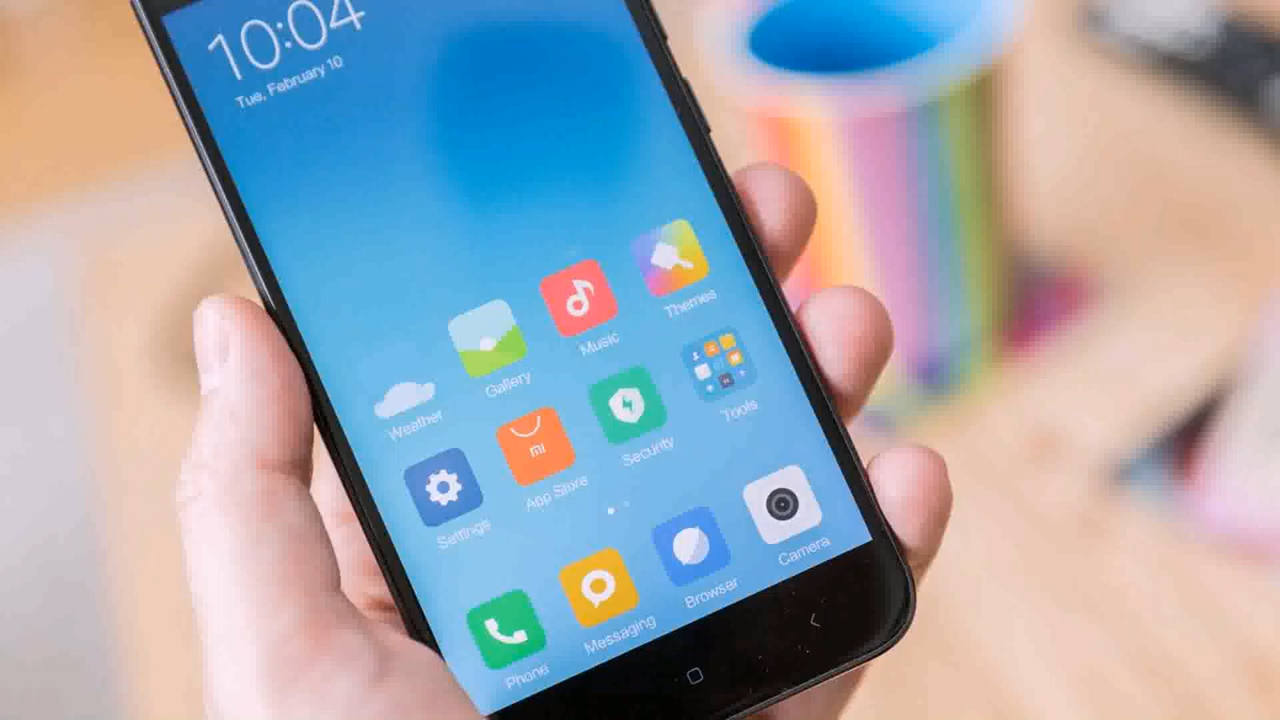 10:04
Tue, February 10
Weather
Gallery
Music
Themes
Settings
mi
App Store
Security
Tools
Phone
Messaging
Browser
Camera